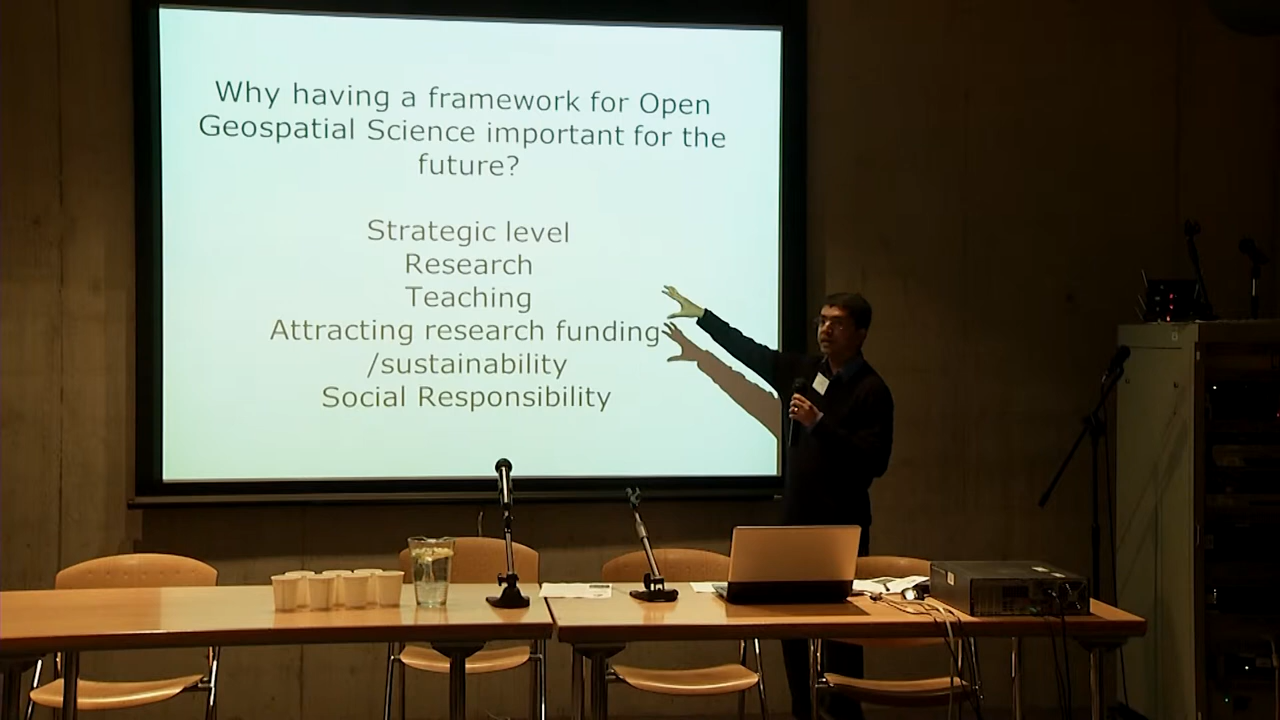 Why having a framework for Open
Geospatial Science important for the
future?
Strategic level
Research
Teaching
Attracting research funding
/sustainability
Social Responsibility